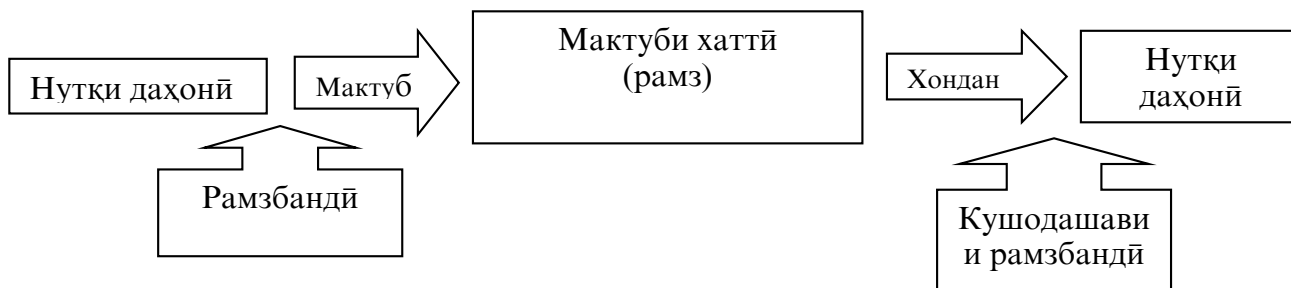 Нутқи даҳонӣ
Мактуб
Мактуби хаттӣ
(рамз)
Хондан
Нутқи
даҳонӣ
Рамзбандӣ
Кушодашави
и рамзбандӣ